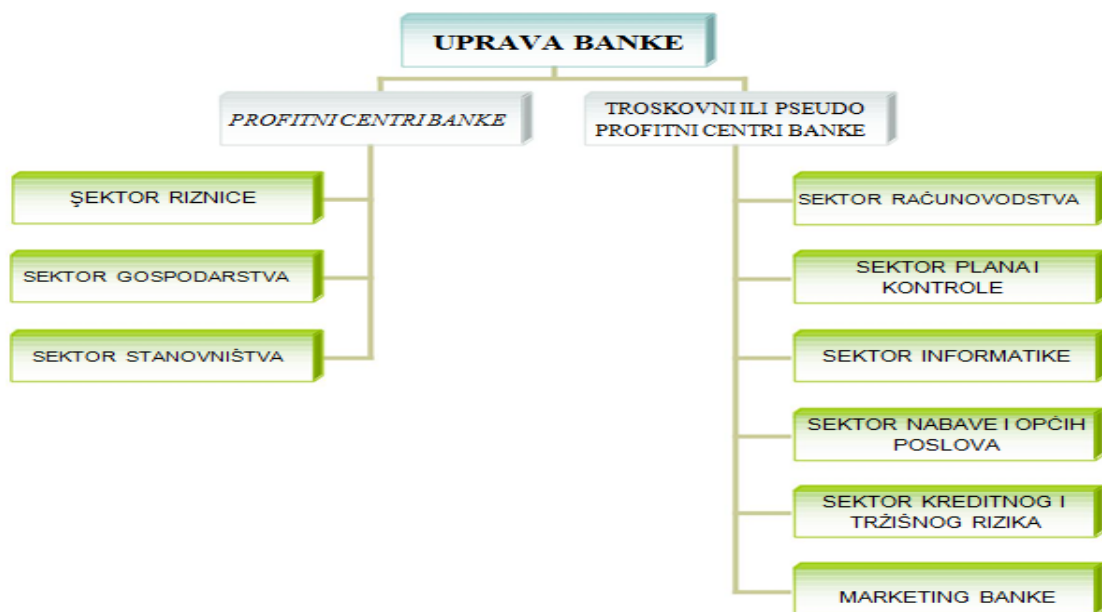 UPRAVA BANKE
PROFITNI CENTRI BANKE
TROSKOVNI ILI PSEUDO
PROFITNI CENTRI BANKE
ŞEKTOR RIZNICE
SEKTOR GOSPODARSTVA
SEKTOR STANOVNIŠTVA
SEKTOR RAČUNOVODSTVA
SEKTOR PLANA I
KONTROLE
SEKTOR INFORMATIKE
SEKTOR NABAVE I OPĆIH
POSLOVA
SEKTOR KREDITNOG I
TRŽIŠNOG RIZIKA
MARKETING BANKE